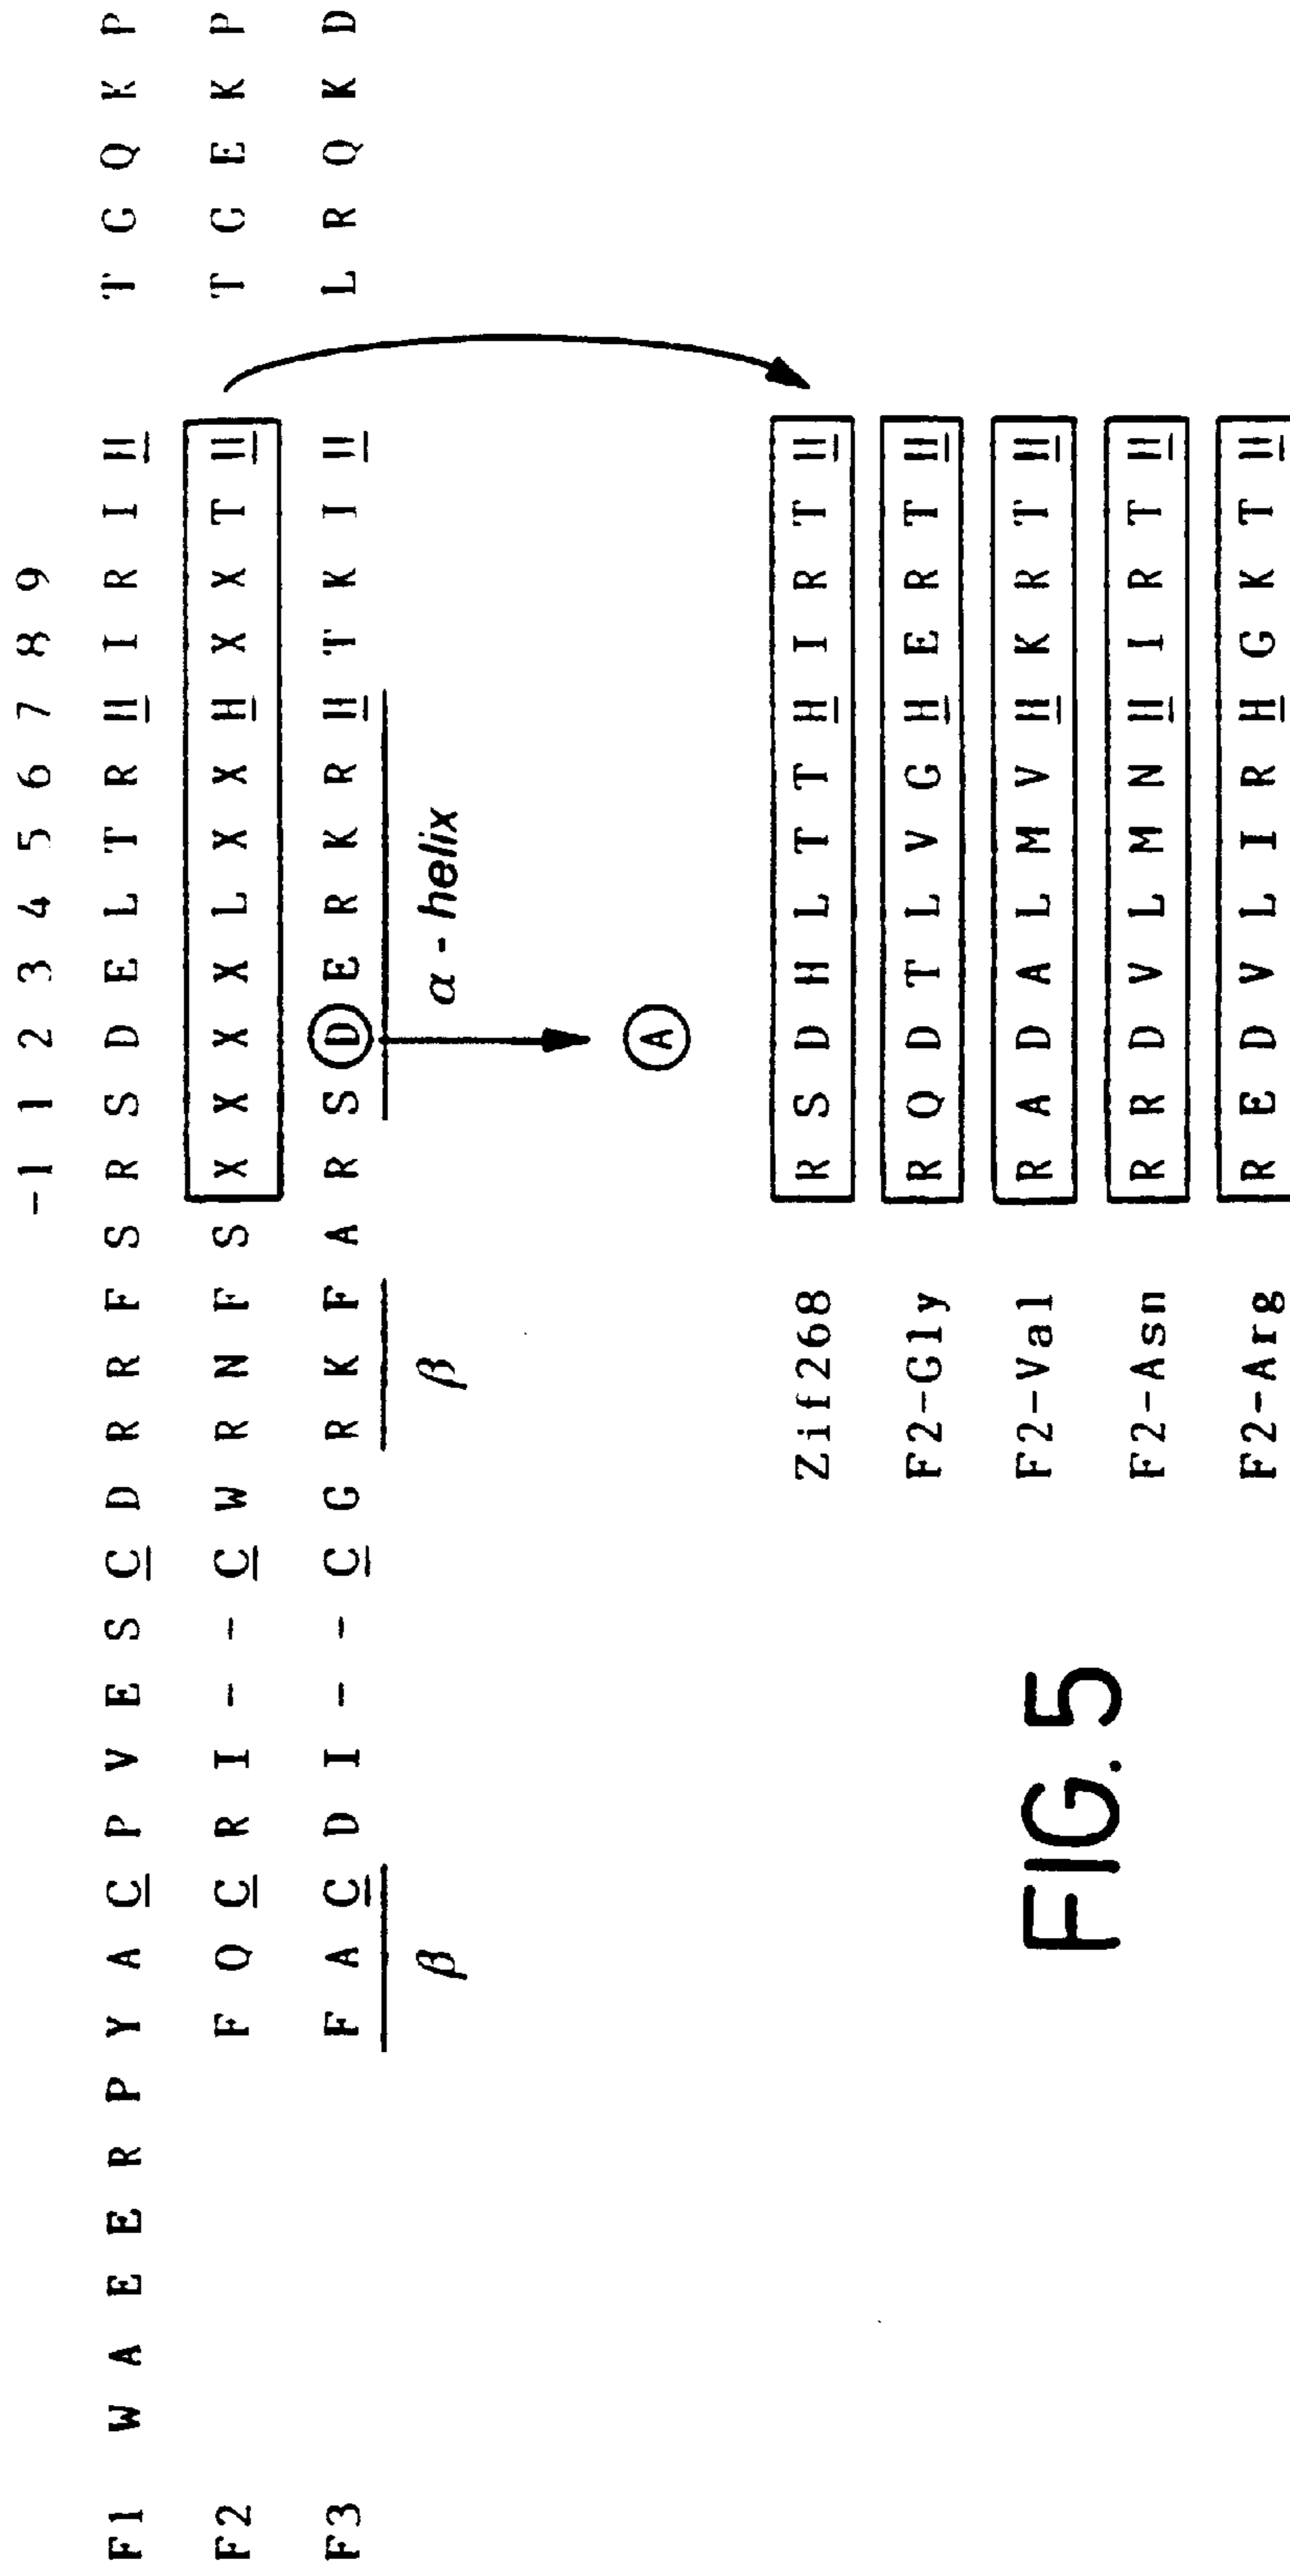 -1 1 2 3 4 5 6 7 8 9
F1 W A E E R P Y A C P V E S C D R R F S R S D E L T R H I R I H T G Q K P
F2 F Q C R I - - C W R N F S X X X X L X X H X X T H T G E K P
F3 F A C D I - - C G R K F A R S D E R K R H T K I H L R Q K D
β β α - helix
A
Zif268 R S D H L T T H I R T H
F2-Gly R Q D T L V G H E R T H
F2-Val R A D A L M V H K R T H
F2-Asn R R D V L M N H I R T H
F2-Arg R E D V L I R H G K T H
FIG. 5